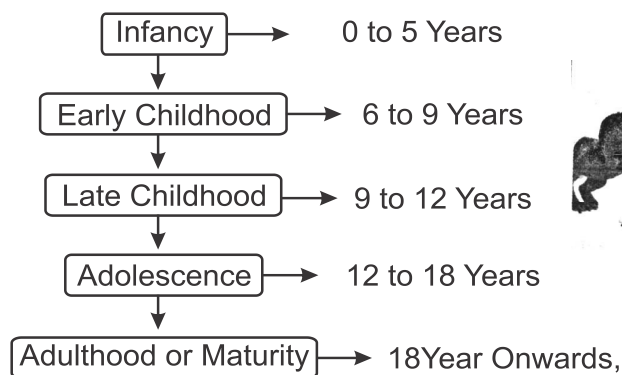 Infancy 0 to 5 Years
Early Childhood 6 to 9 Years
Late Childhood 9 to 12 Years
Adolescence 12 to 18 Years
Adulthood or Maturity 18Year Onwards,